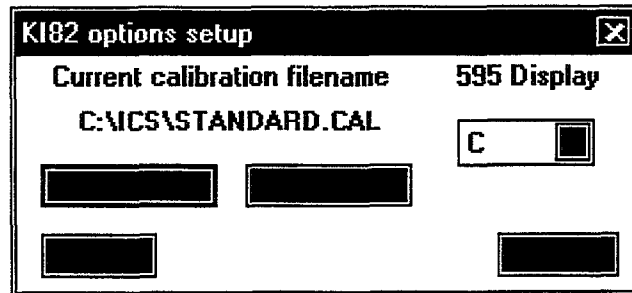 KI82 options setup
Current calibration filename
595 Display
C:\ICS\STANDARD.CAL
C